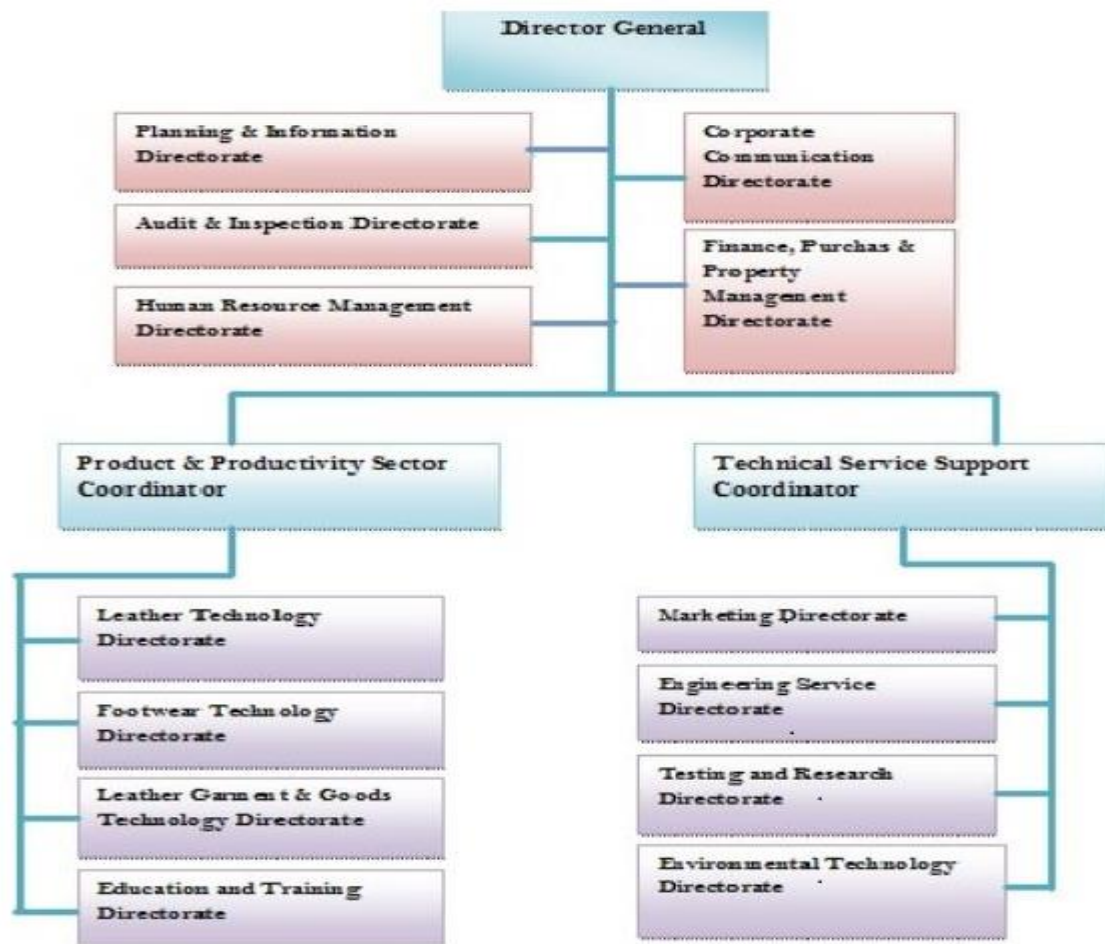 Director General
Planning & Information
Directorate
Corporate
Communication
Directorate
Audit & Inspection Directorate
Finance, Purchas &
Property
Management
Directorate
Human Resource Management
Directorate
Product & Productivity Sector
Coordinator
Technical Service Support
Coordinator
Leather Technology
Directorate
Footwear Technology
Directorate
Leather Garment & Goods
Technology Directorate
Education and Training
Directorate
Marketing Directorate
Engineering Service
Directorate
Testing and Research
Directorate
Environmental Technology
Directorate